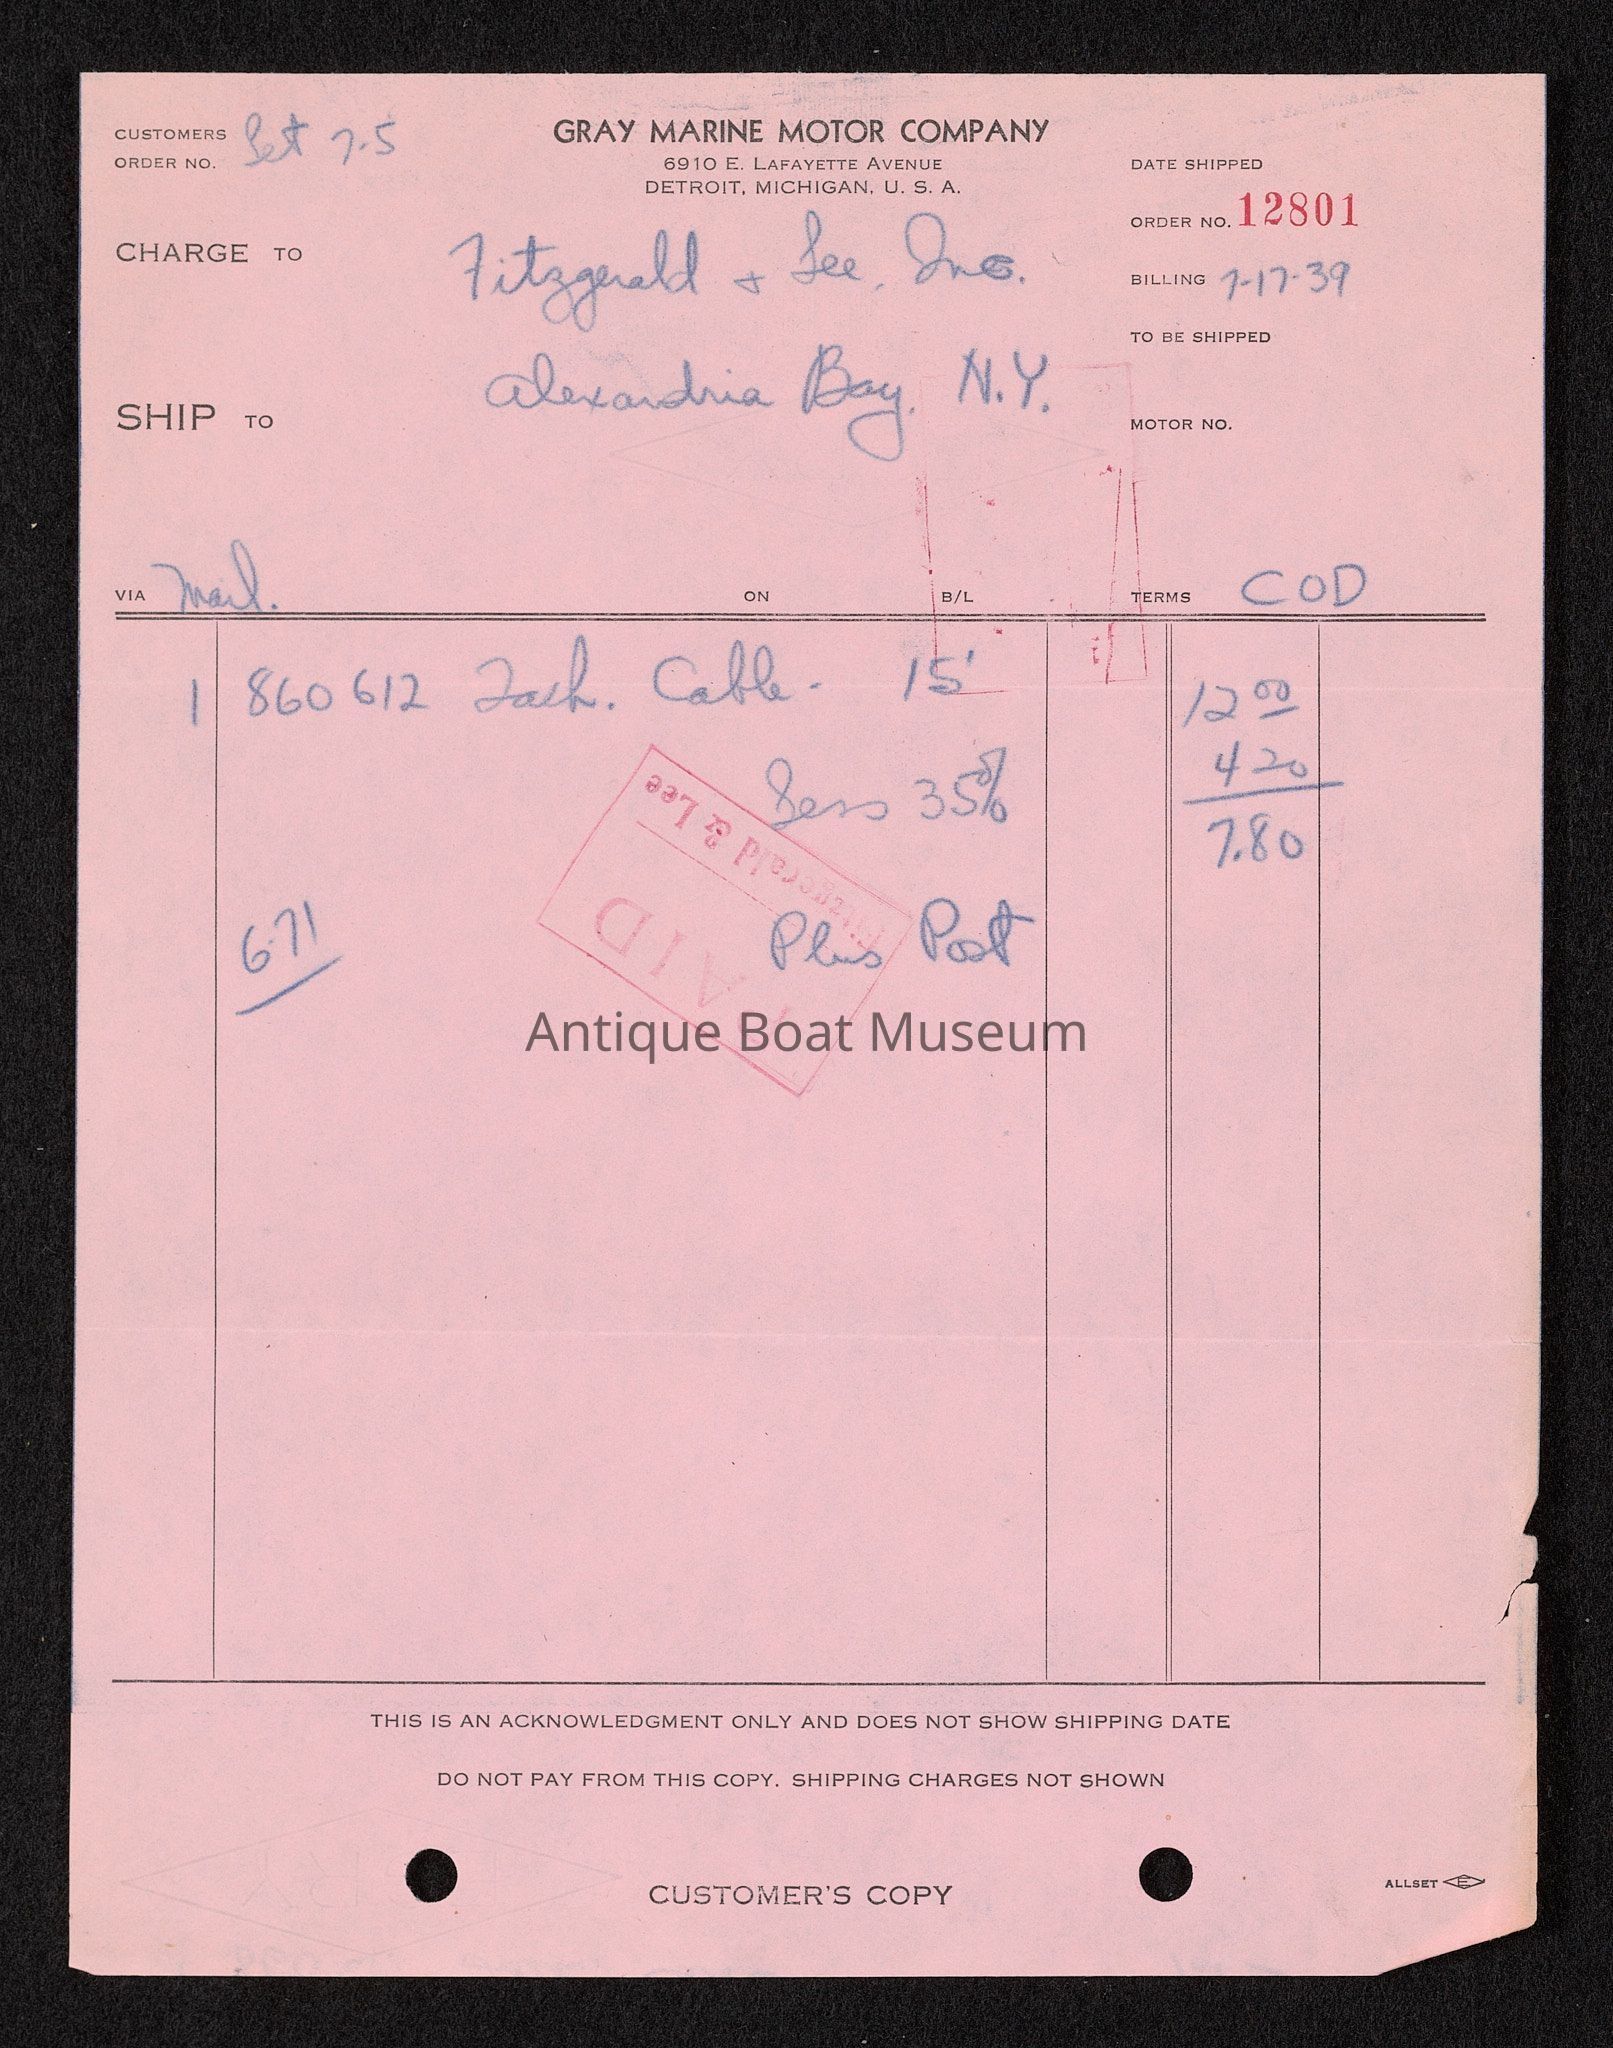 CUSTOMERS ORDER NO. Let 7-5
GRAY MARINE MOTOR COMPANY
6910 E. LAFAYETTE AVENUE
DETROIT, MICHIGAN, U. S. A.
DATE SHIPPED
ORDER NO. 12801
CHARGE TO Fitzgerald + Lee, Inc.
BILLING 7-17-39
TO BE SHIPPED
Alexandria Bay, N.Y.
SHIP TO
MOTOR NO.
VIA Mail. ON B/L TERMS COD
1 860 612 Tach. Cable - 15' 12 00
Less 35% 4 20
7.80
6-71 Plus Post
PAID
Fitzgerald & Lee
Antique Boat Museum
THIS IS AN ACKNOWLEDGMENT ONLY AND DOES NOT SHOW SHIPPING DATE
DO NOT PAY FROM THIS COPY. SHIPPING CHARGES NOT SHOWN
CUSTOMER'S COPY
ALLSET E